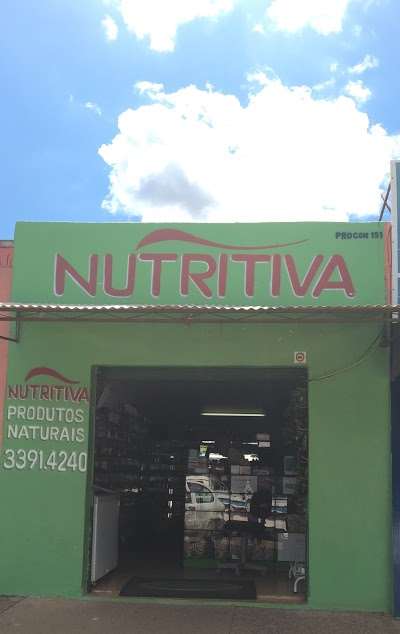 PROCON 151
NUTRITIVA
NUTRITIVA
PRODUTOS
NATURAIS
3391.4240